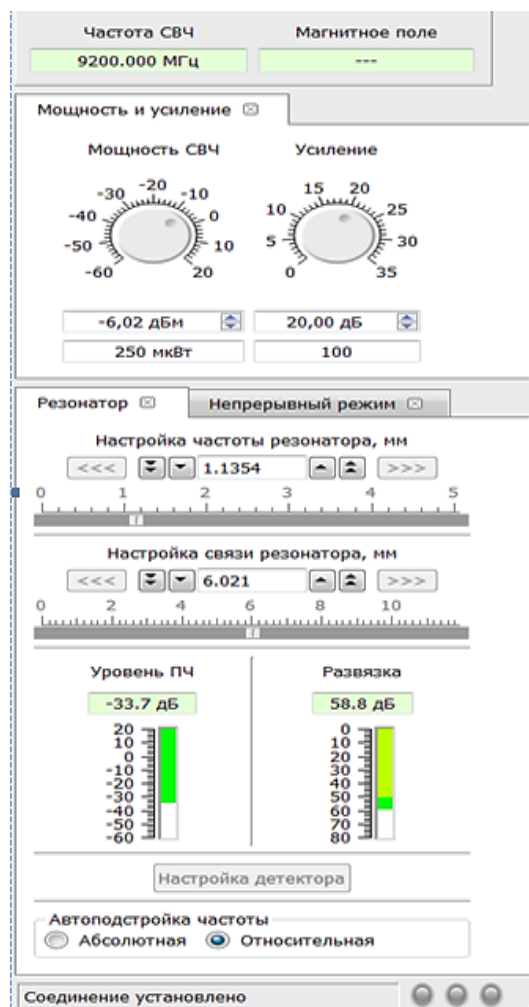 Частота СВЧ Магнитное поле
9200.000 МГц ---
Мощность и усиление
Мощность СВЧ Усиление
-60 -50 -40 -30 -20 -10 0 10 20
0 5 10 15 20 25 30 35
-6,02 дБм 20,00 дБ
250 мкВт 100
Резонатор Непрерывный режим
Настройка частоты резонатора, мм
<<< 1.1354 >>>
0 1 2 3 4 5
Настройка связи резонатора, мм
<<< 6.021 >>>
0 2 4 6 8 10
Уровень ПЧ Развязка
-33.7 дБ 58.8 дБ
20 0
10 10
0 20
-10 30
-20 40
-30 50
-40 60
-50 70
-60 80
Настройка детектора
Автоподстройка частоты
Абсолютная Относительная
Соединение установлено